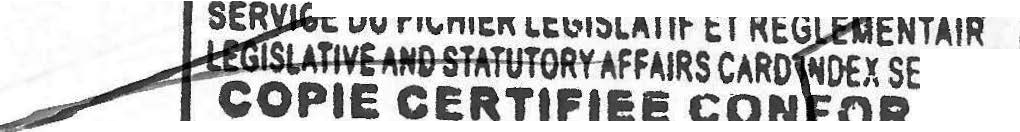 SERVICE DU FICHIER LEGISLATIF ET REGLEMENTAIR
LEGISLATIVE AND STATUTORY AFFAIRS CARD INDEX SE
COPIE CERTIFIEE CONFOR